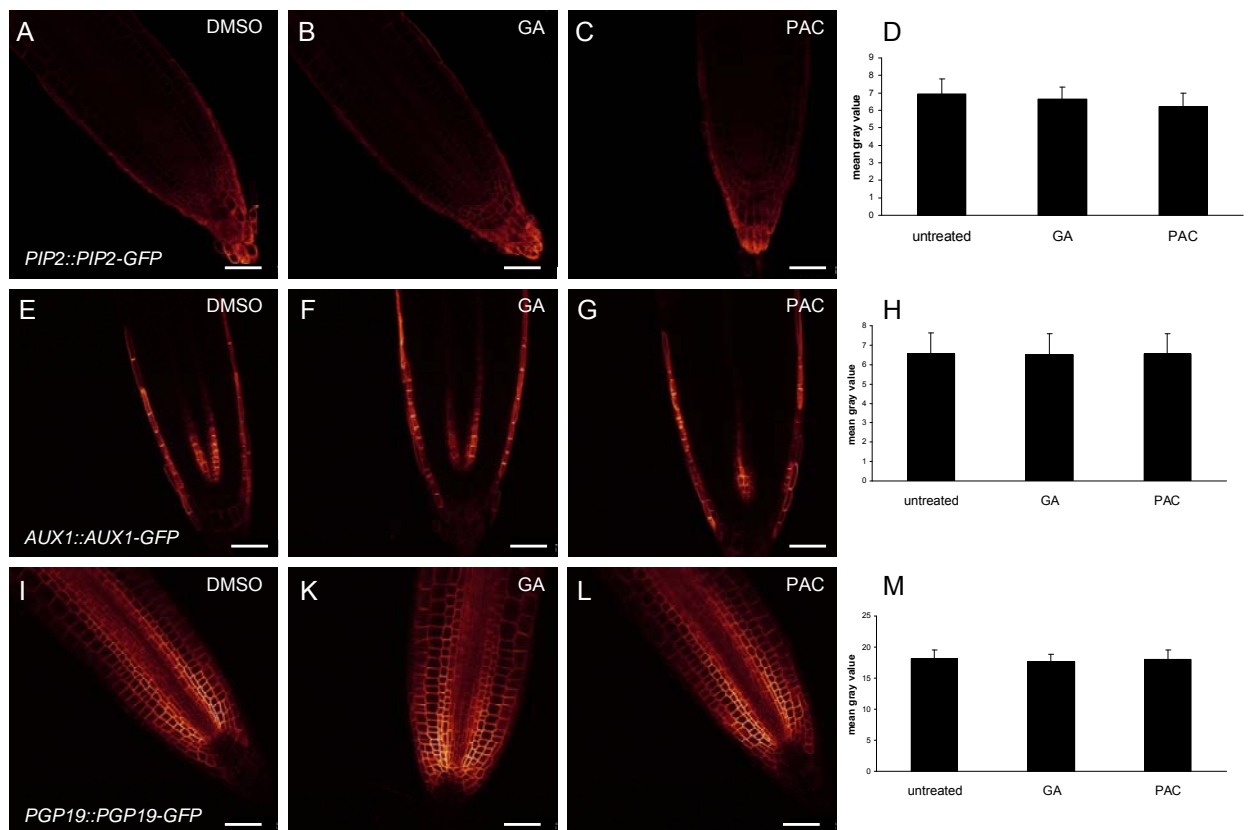 A DMSO
B GA
C PAC
PIP2::PIP2-GFP
D
9
8
7
6
5
4
3
2
1
0
mean gray value
untreated GA PAC
E DMSO
F GA
G PAC
AUX1::AUX1-GFP
H
8
7
6
5
4
3
2
1
0
mean gray value
untreated GA PAC
I DMSO
K GA
L PAC
PGP19::PGP19-GFP
M
25
20
15
10
5
0
mean gray value
untreated GA PAC